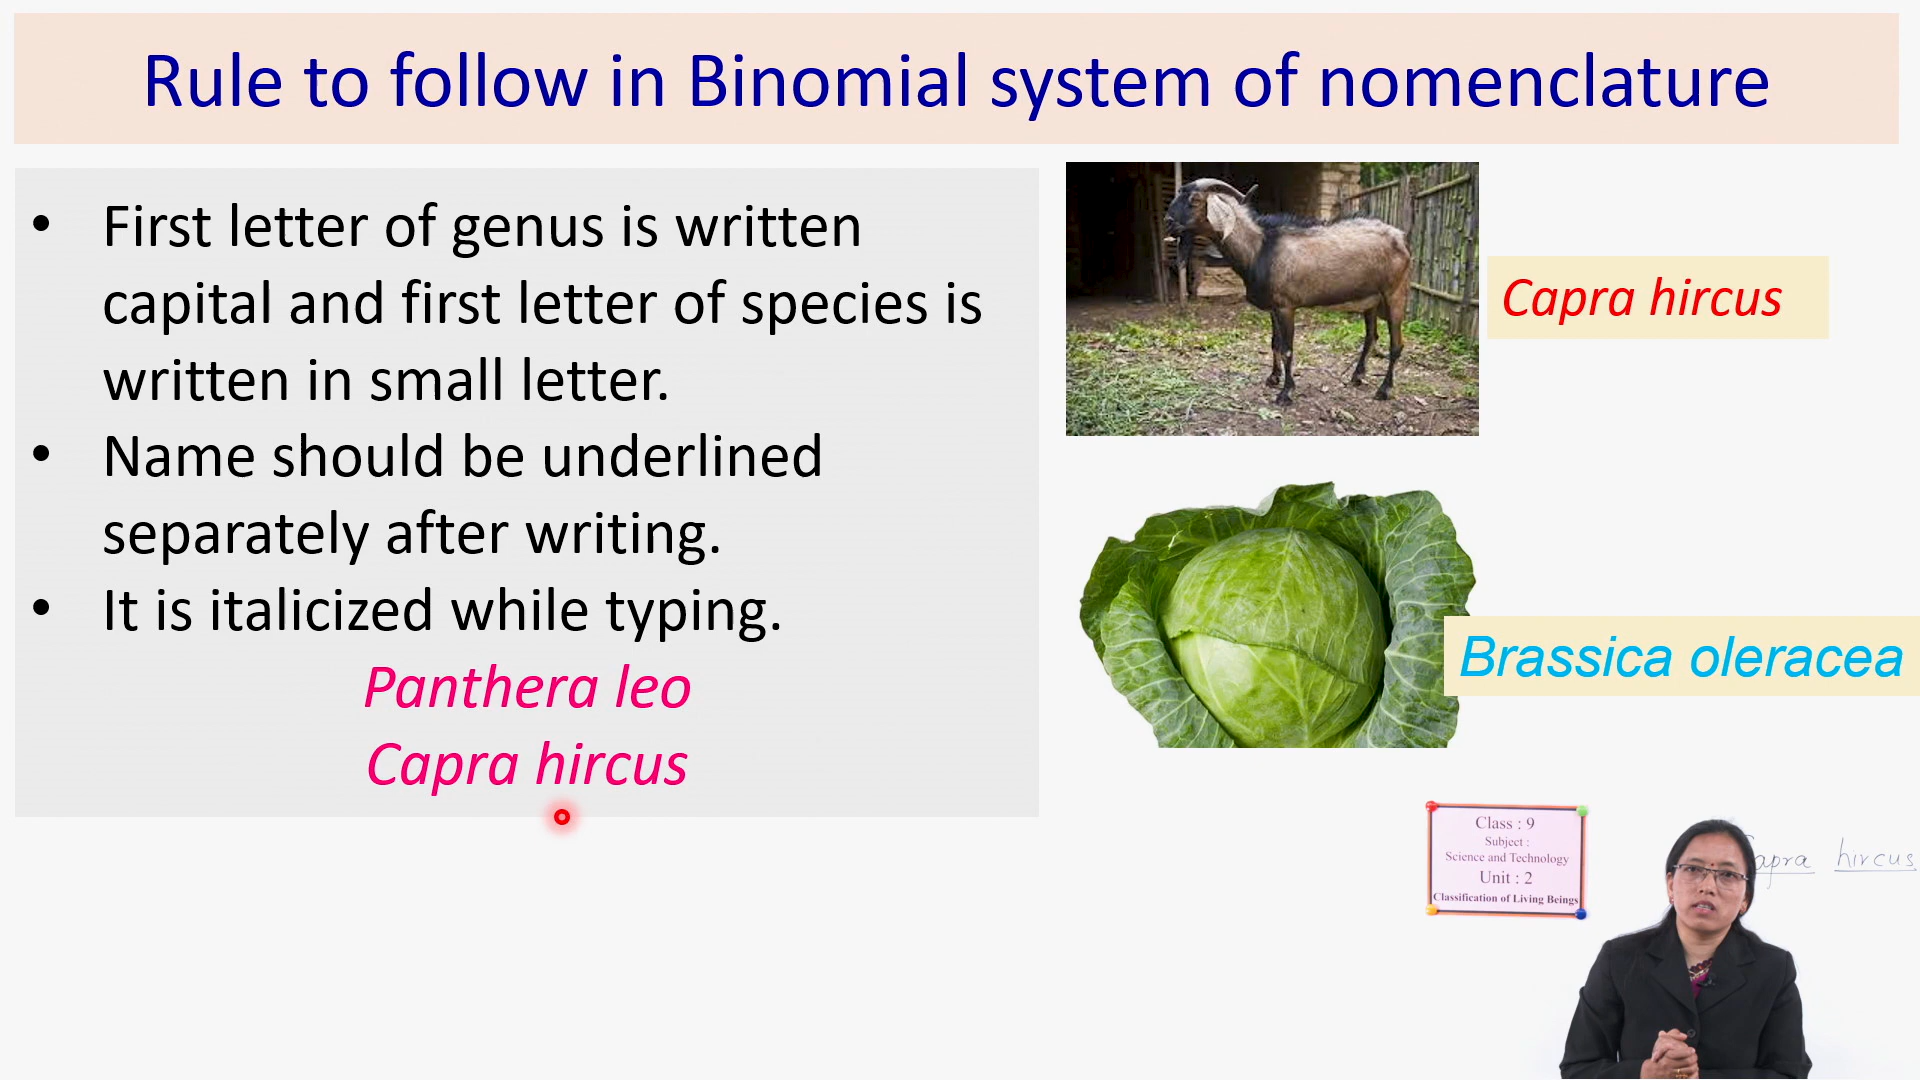 Rule to follow in Binomial system of nomenclature
• First letter of genus is written
capital and first letter of species is
written in small letter.
• Name should be underlined
separately after writing.
• It is italicized while typing.
Panthera leo
Capra hircus
Capra hircus
Brassica oleracea
Class : 9
Subject :
Science and Technology
Unit : 2
Classification of Living Beings
hircus